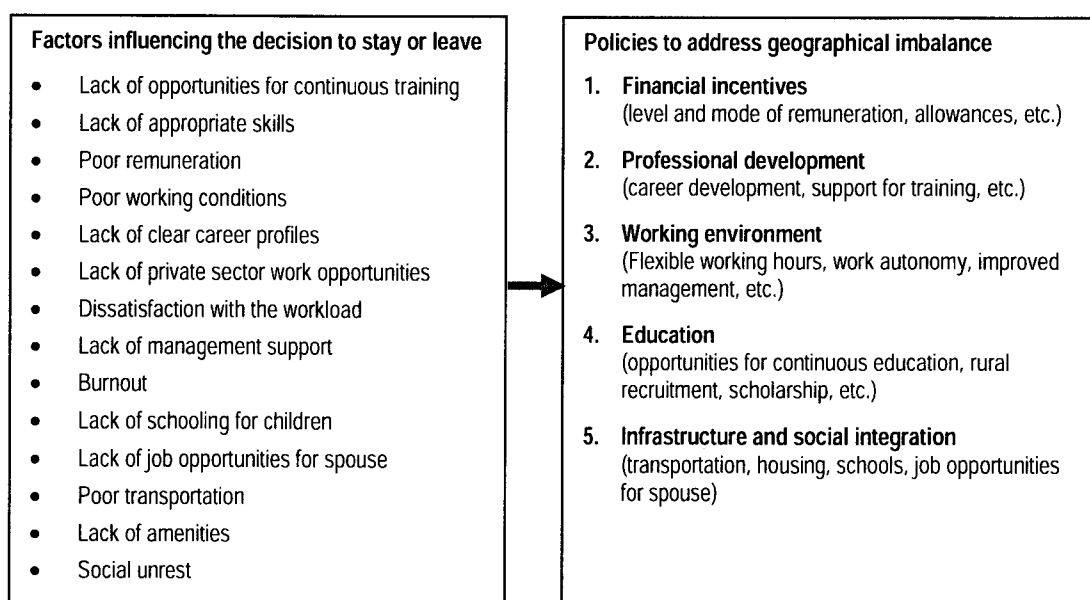 Factors influencing the decision to stay or leave
• Lack of opportunities for continuous training
• Lack of appropriate skills
• Poor remuneration
• Poor working conditions
• Lack of clear career profiles
• Lack of private sector work opportunities
• Dissatisfaction with the workload
• Lack of management support
• Burnout
• Lack of schooling for children
• Lack of job opportunities for spouse
• Poor transportation
• Lack of amenities
• Social unrest
Policies to address geographical imbalance
1. Financial incentives
(level and mode of remuneration, allowances, etc.)
2. Professional development
(career development, support for training, etc.)
3. Working environment
(Flexible working hours, work autonomy, improved
management, etc.)
4. Education
(opportunities for continuous education, rural
recruitment, scholarship, etc.)
5. Infrastructure and social integration
(transportation, housing, schools, job opportunities
for spouse)